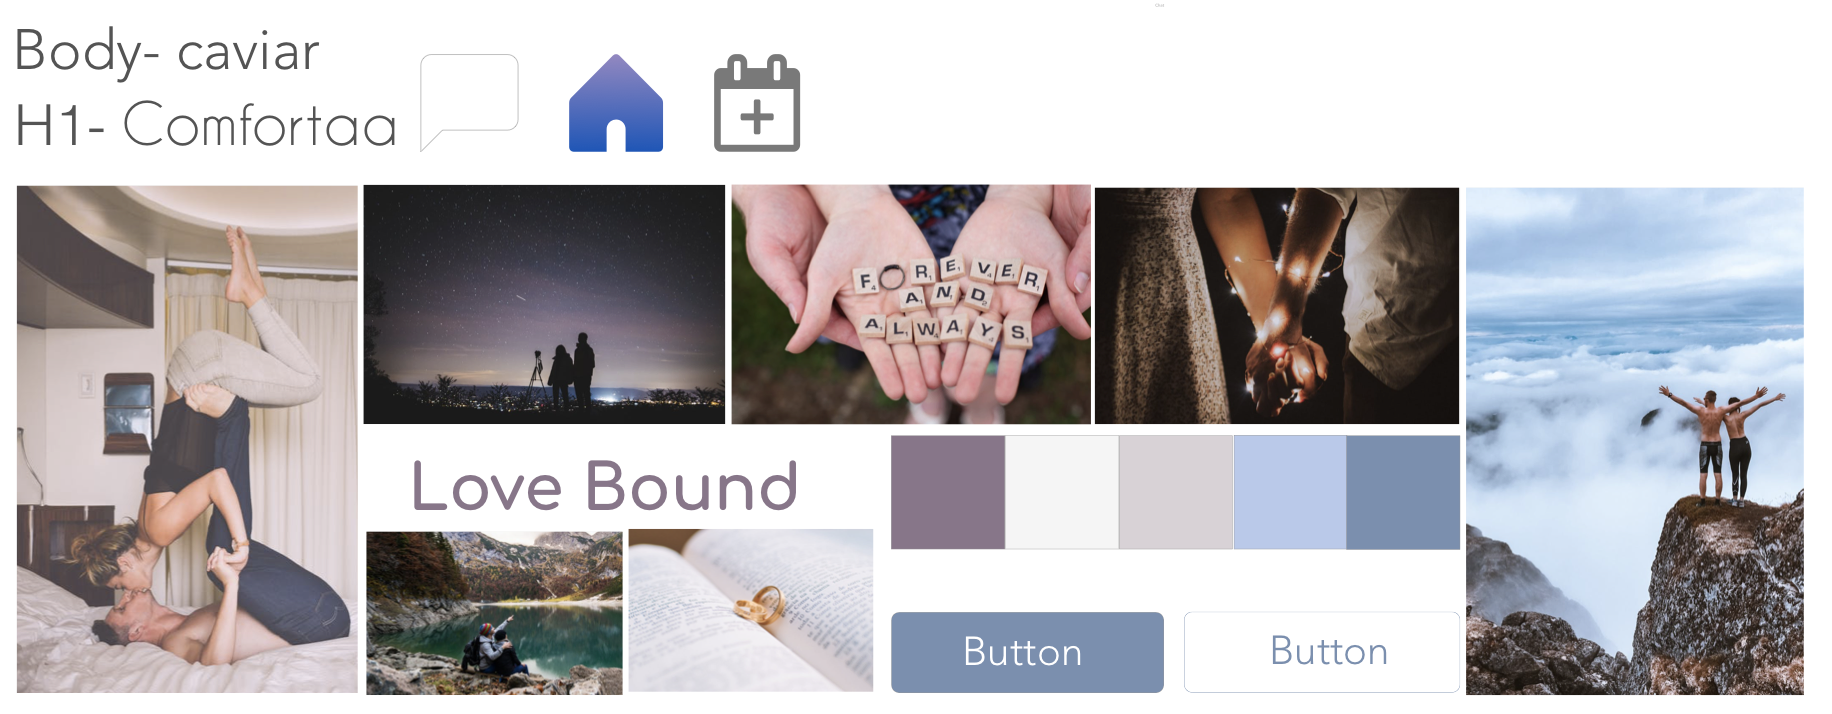 Body- caviar
H1- Comfortaa
FOREVER
AND
ALWAYS
Love Bound
Button
Button